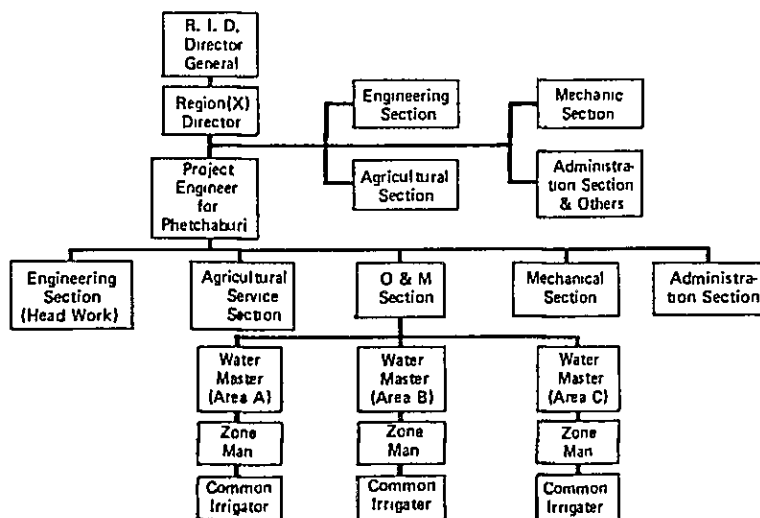 R. I. D.
Director
General
Region(X)
Director
Engineering
Section
Mechanic
Section
Agricultural
Section
Administra-
tion Section
& Others
Project
Engineer
for
Phetchaburi
Engineering
Section
(Head Work)
Agricultural
Service
Section
O & M
Section
Mechanical
Section
Administra-
tion Section
Water
Master
(Area A)
Water
Master
(Area B)
Water
Master
(Area C)
Zone
Man
Zone
Man
Zone
Man
Common
Irrigator
Common
Irrigater
Common
Irrigater